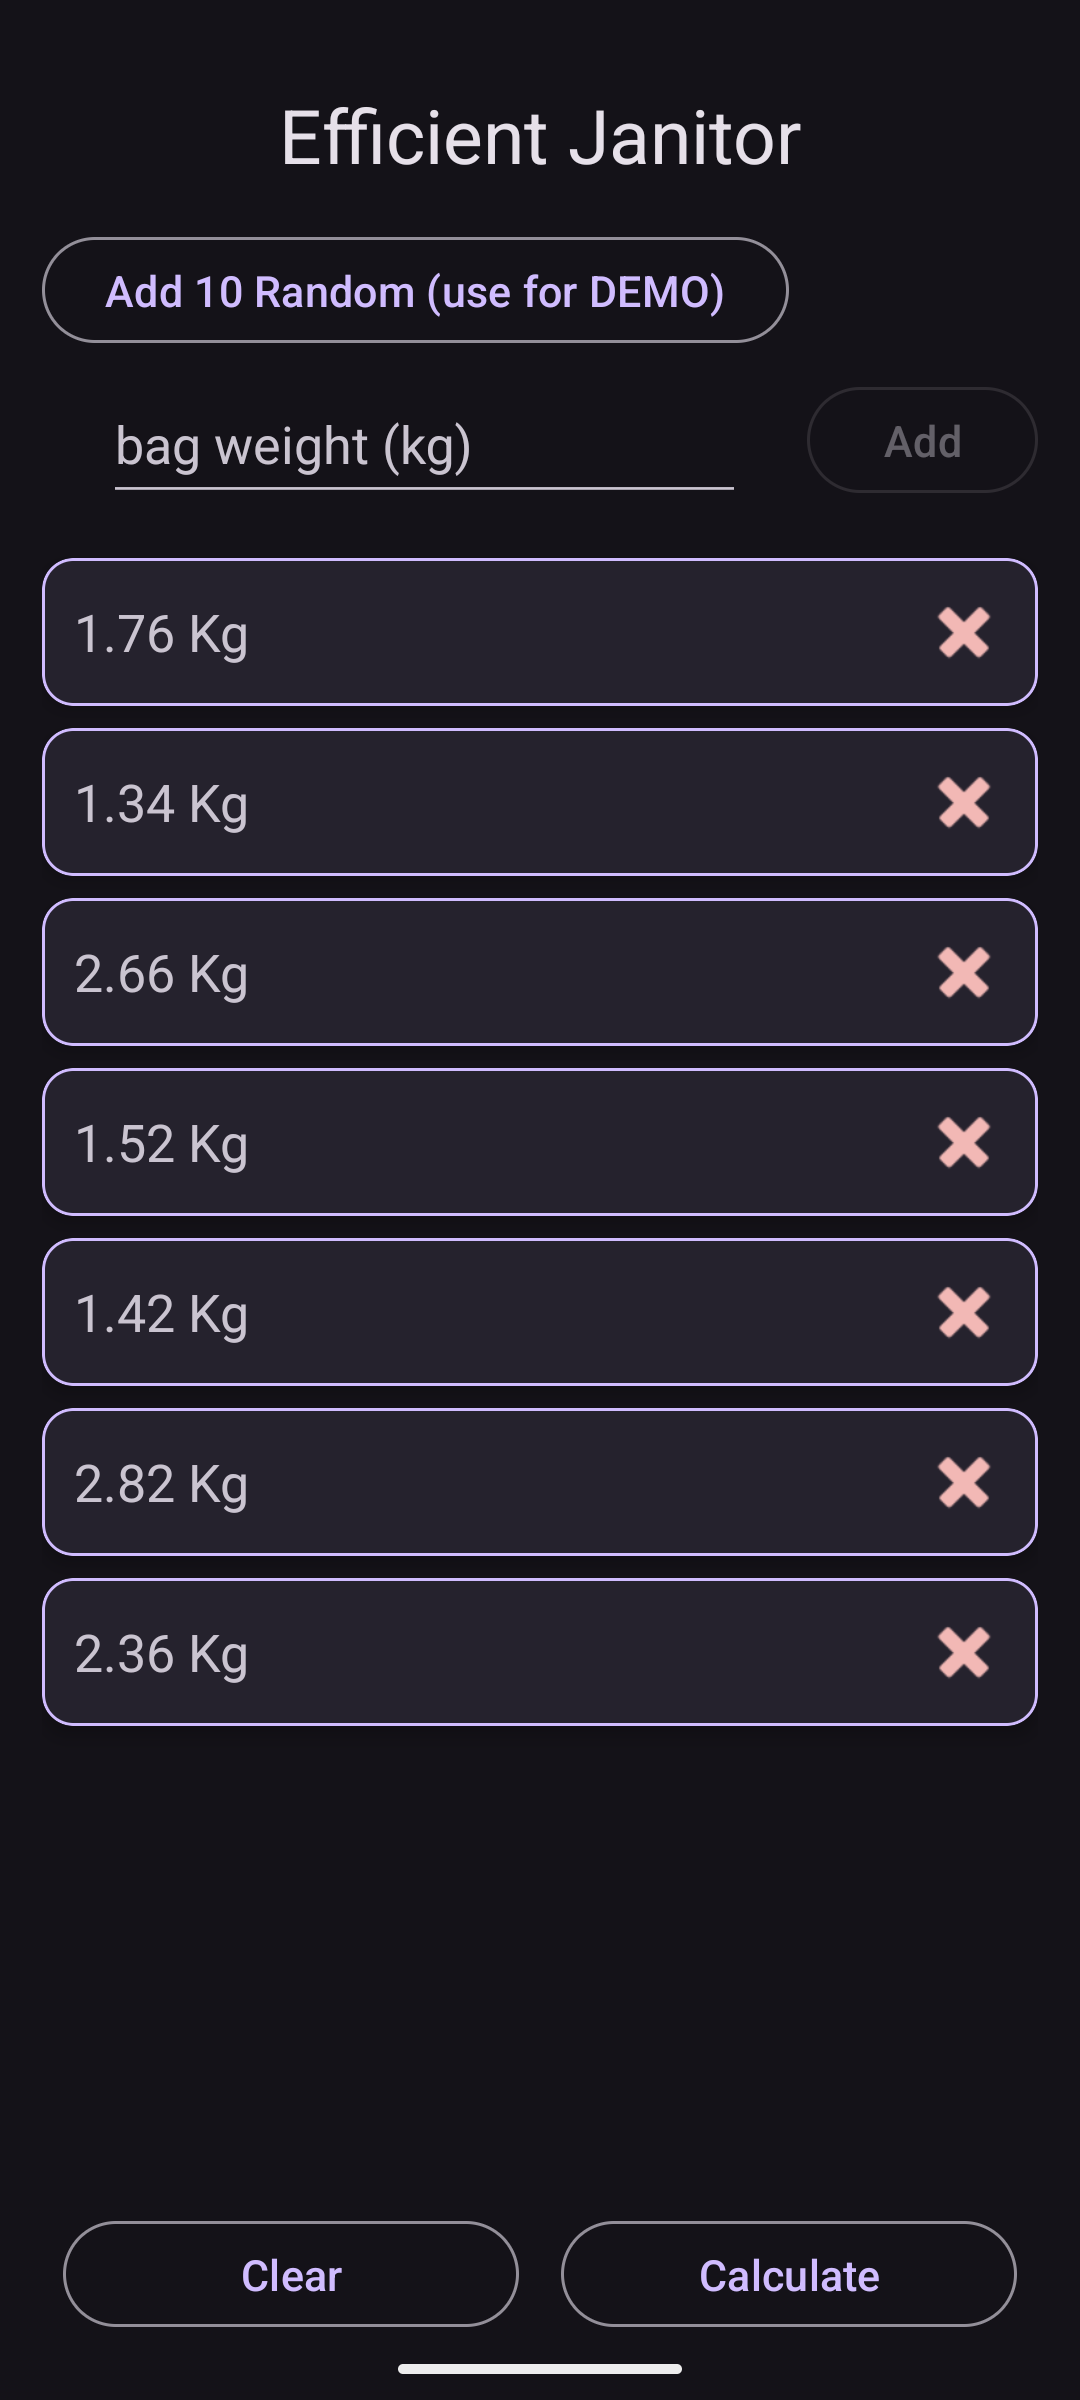 Efficient Janitor
Add 10 Random (use for DEMO)
bag weight (kg)
Add
1.76 Kg
1.34 Kg
2.66 Kg
1.52 Kg
1.42 Kg
2.82 Kg
2.36 Kg
Clear
Calculate